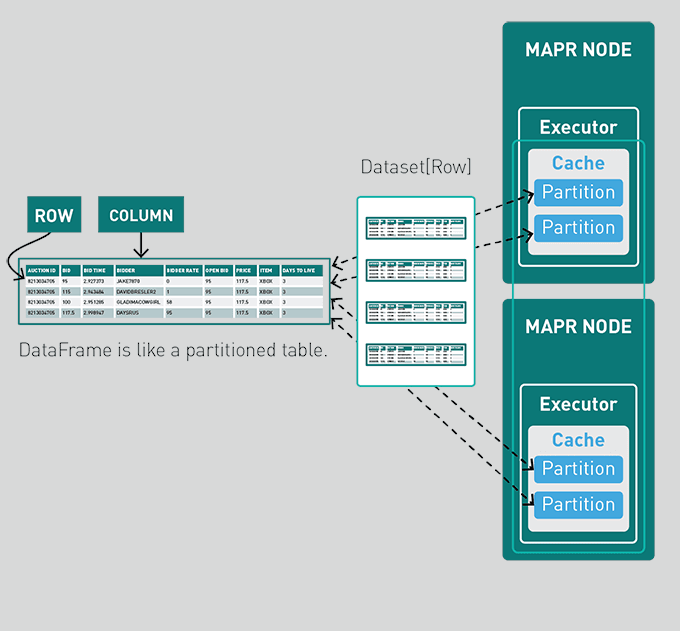 MAPR NODE
Executor
Cache
Partition
Partition
Dataset[Row]
ROW
COLUMN
AUCTION ID BID BID TIME BIDDER BIDDER RATE OPEN BID PRICE ITEM DAYS TO LIVE
8213034705 95 2.927373 JAKE7870 0 95 117.5 XBOX 3
8213034705 115 2.943484 DAVIDBRESLER2 1 95 117.5 XBOX 3
8213034705 100 2.951285 GLADIMACOWGIRL 58 95 117.5 XBOX 3
8213034705 117.5 2.998947 DAYSRUS 95 95 117.5 XBOX 3
DataFrame is like a partitioned table.
MAPR NODE
Executor
Cache
Partition
Partition